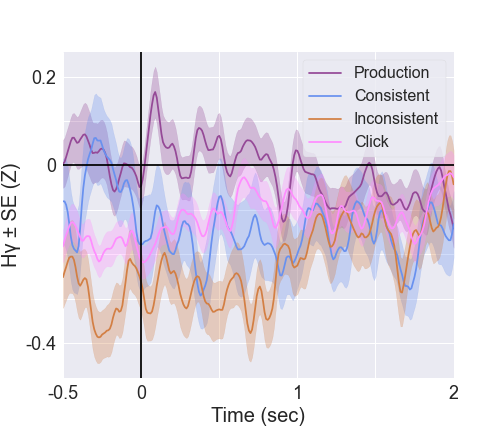 Production
Consistent
Inconsistent
Click
0.2
0
-0.4
Hγ ± SE (Z)
-0.5
0
1
2
Time (sec)